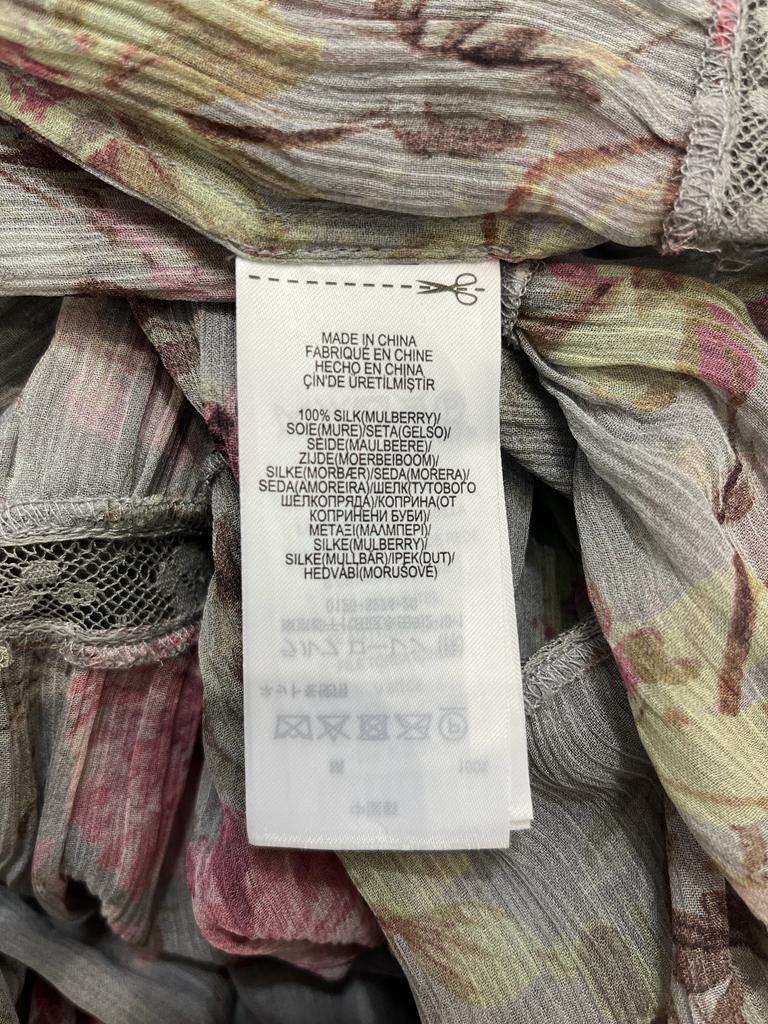 MADE IN CHINA
FABRIQUÉ EN CHINE
HECHO EN CHINA
ÇİN'DE ÜRETİLMİŞTİR
100% SILK(MULBERRY)/
SOIE(MURE)/SETA(GELSO)/
SEIDE(MAULBEERE)/
ZIJDE(MOERBEIBOOM)/
SILKE(MORBÆR)/SEDA(MORERA)/
SEDA(AMOREIRA)/ШЁЛК(ТУТОВОГО
ШЕЛКОПРЯДА)/КОПРИНА(ОТ
КОПРИНЕНИ БУБИ)/
ΜΕΤΑΞΙ(ΜΑΛΜΠΕΡΙ)/
SILKE(MULBERRY)/
SILKE(MULLBÄR)/IPEK(DUT)/
HEDVÁBÍ(MORUŠOVÉ)